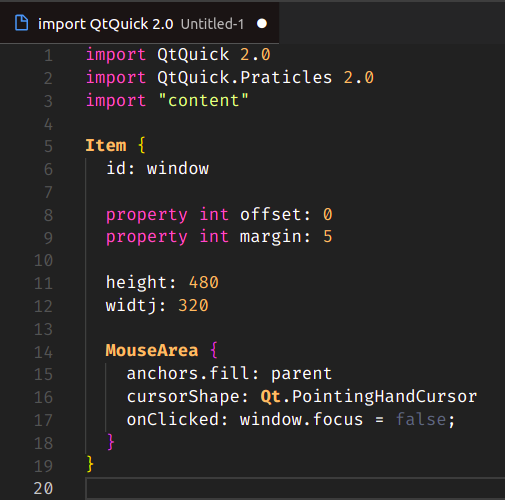 import QtQuick 2.0 Untitled-1
1 import QtQuick 2.0
2 import QtQuick.Praticles 2.0
3 import "content"
4
5 Item {
6 id: window
7
8 property int offset: 0
9 property int margin: 5
10
11 height: 480
12 widtj: 320
13
14 MouseArea {
15 anchors.fill: parent
16 cursorShape: Qt.PointingHandCursor
17 onClicked: window.focus = false;
18 }
19 }
20